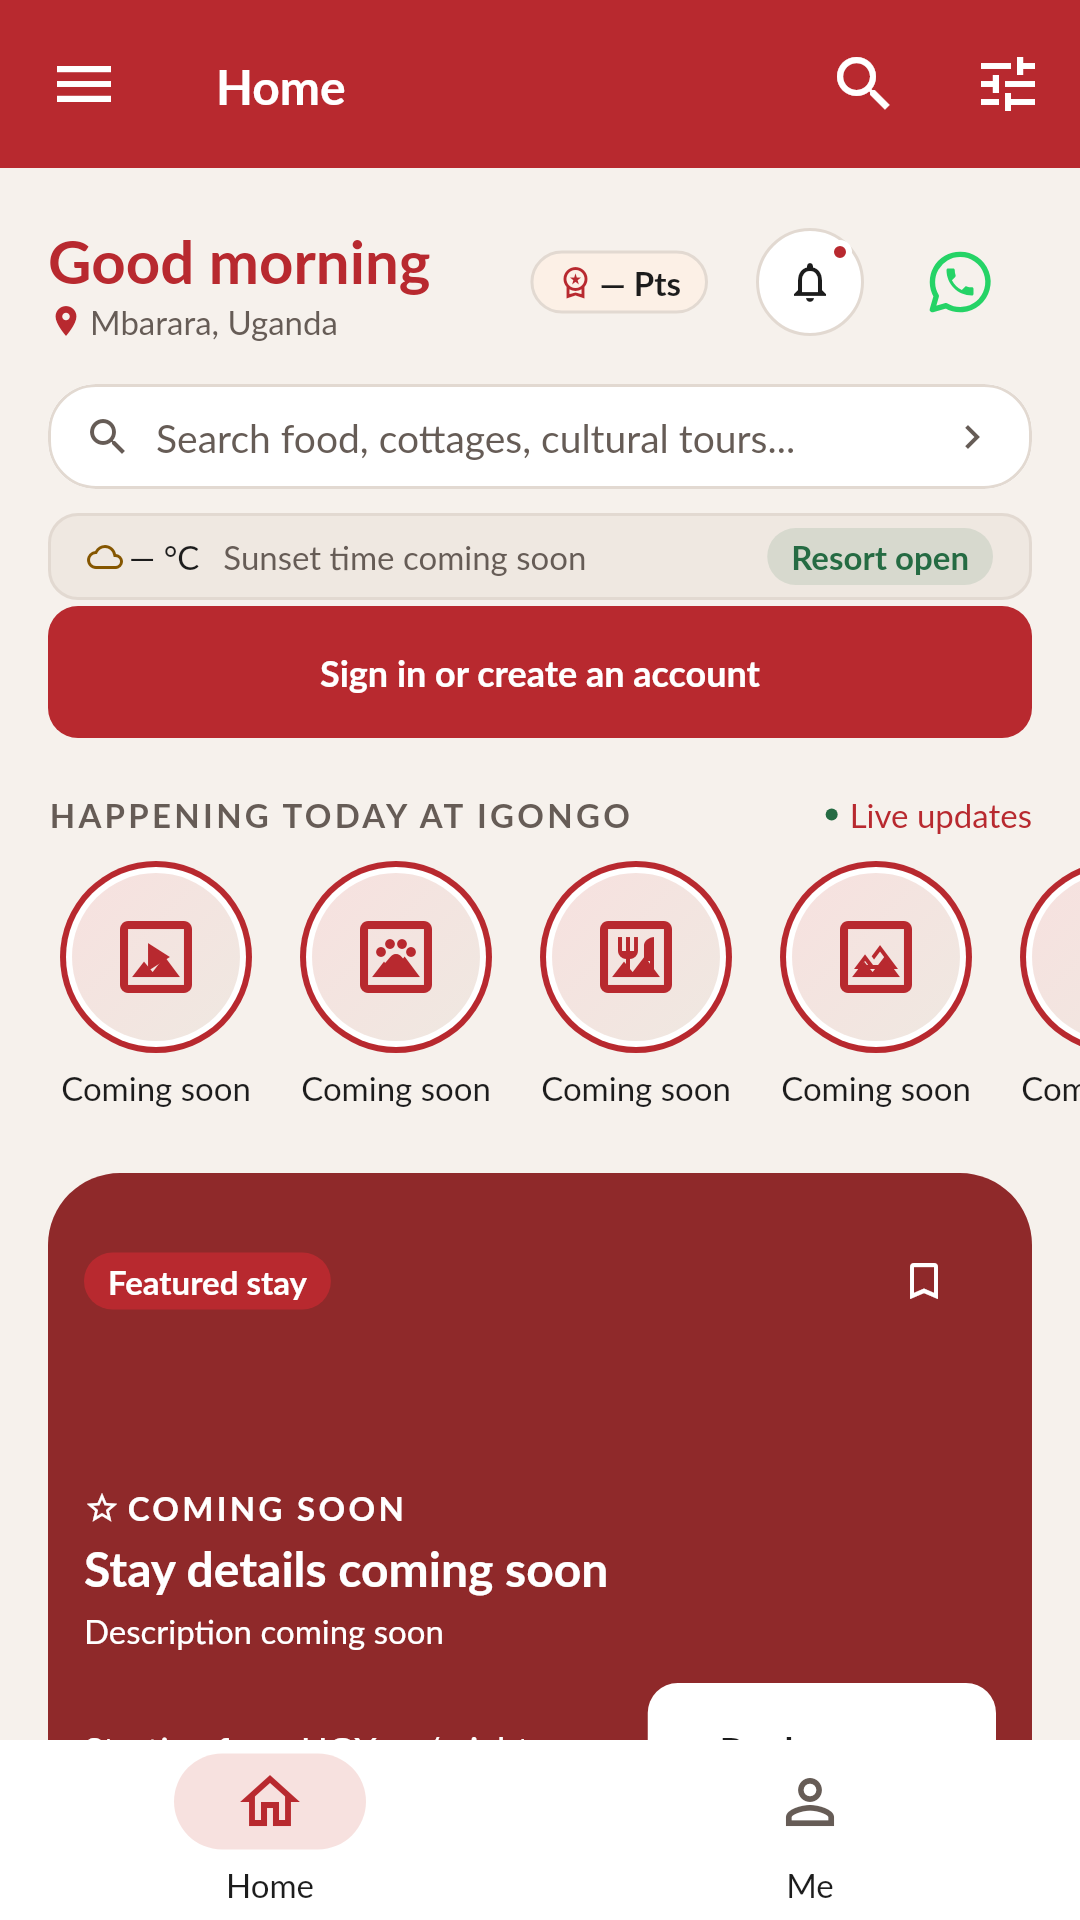 Home
Good morning
— Pts
Mbarara, Uganda
Search food, cottages, cultural tours...
— °C Sunset time coming soon
Resort open
Sign in or create an account
HAPPENING TODAY AT IGONGO
Live updates
Coming soon
Coming soon
Coming soon
Coming soon
Com
Featured stay
COMING SOON
Stay details coming soon
Description coming soon
Home
Me